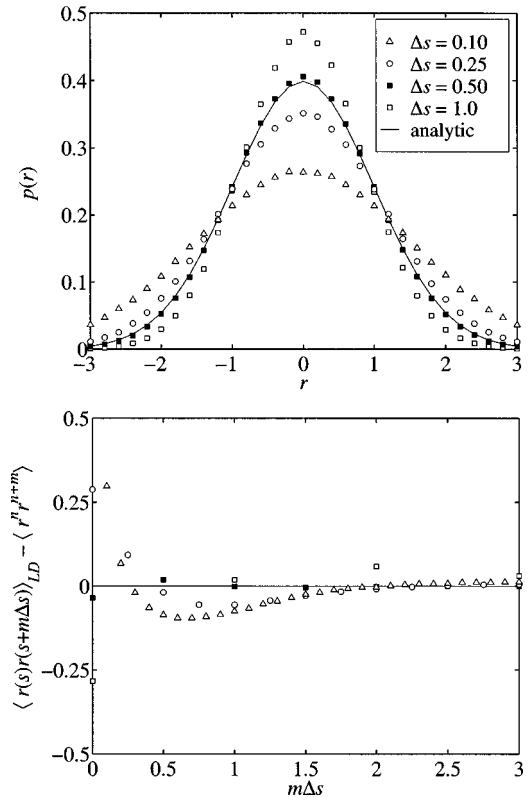 0.5
0.4
0.3
0.2
0.1
0
p(r)
△ Δs = 0.10
○ Δs = 0.25
■ Δs = 0.50
□ Δs = 1.0
— analytic
−3 −2 −1 0 1 2 3
r
0.5
0.25
0
−0.25
−0.5
⟨ r(s)r(s+mΔs)⟩_LD − ⟨ rⁿrⁿ⁺ᵐ ⟩
0 0.5 1 1.5 2 2.5 3
mΔs